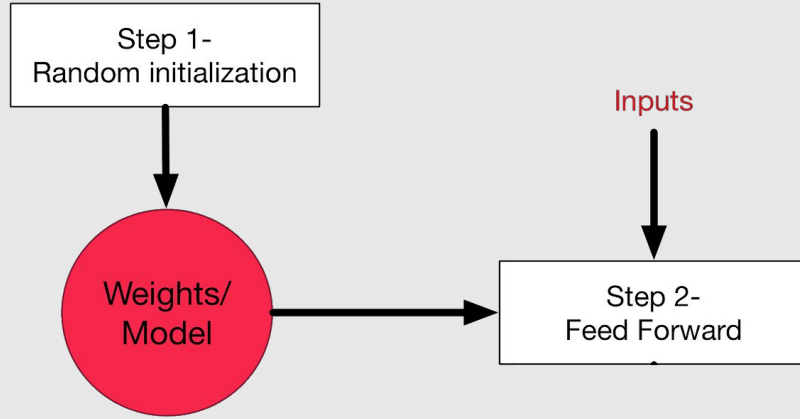 Step 1-
Random initialization
Inputs
Weights/
Model
Step 2-
Feed Forward